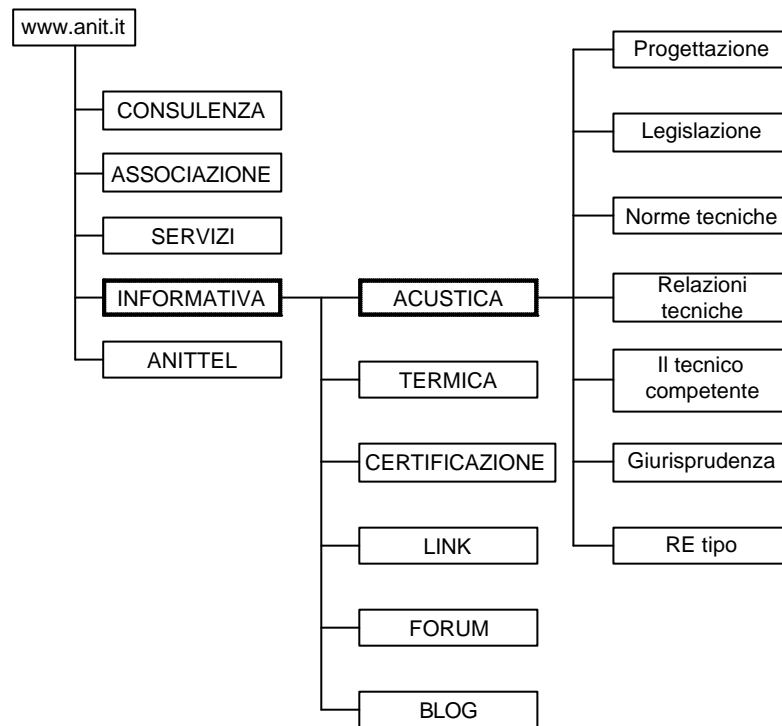 www.anit.it
CONSULENZA
ASSOCIAZIONE
SERVIZI
INFORMATIVA
ANITTEL
ACUSTICA
TERMICA
CERTIFICAZIONE
LINK
FORUM
BLOG
Progettazione
Legislazione
Norme tecniche
Relazioni
tecniche
Il tecnico
competente
Giurisprudenza
RE tipo